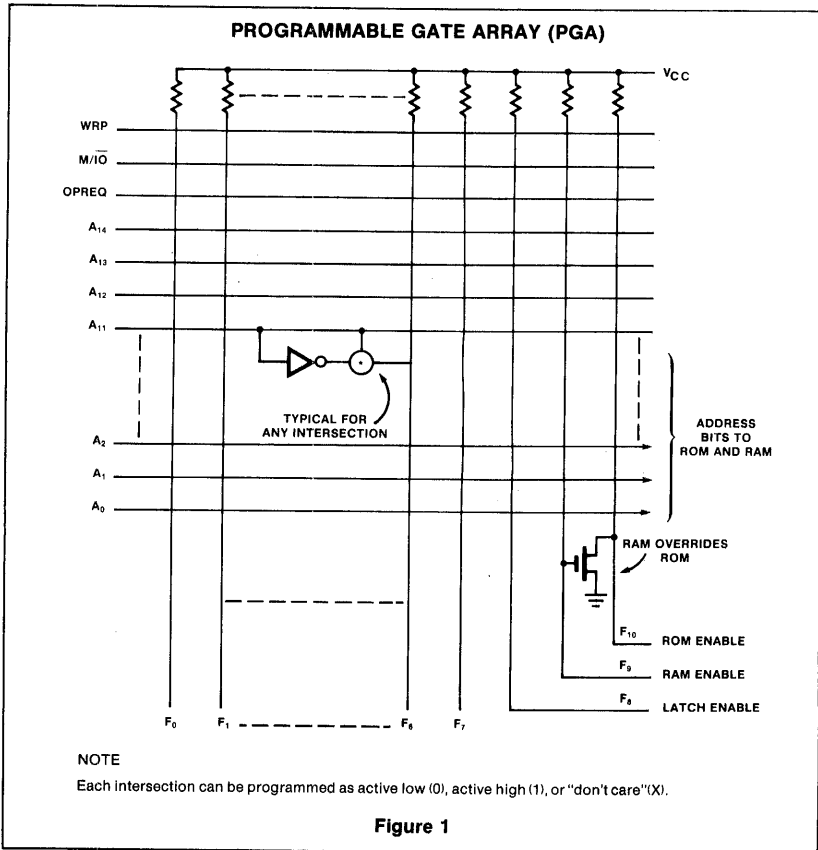 PROGRAMMABLE GATE ARRAY (PGA)
VCC
WRP
M/I̅O̅
OPREQ
A14
A13
A12
A11
TYPICAL FOR
ANY INTERSECTION
ADDRESS
BITS TO
ROM AND RAM
A2
A1
A0
RAM OVERRIDES
ROM
F10 ROM ENABLE
F9 RAM ENABLE
F8 LATCH ENABLE
F0 F1 F6 F7
NOTE
Each intersection can be programmed as active low (0), active high (1), or "don't care"(X).
Figure 1